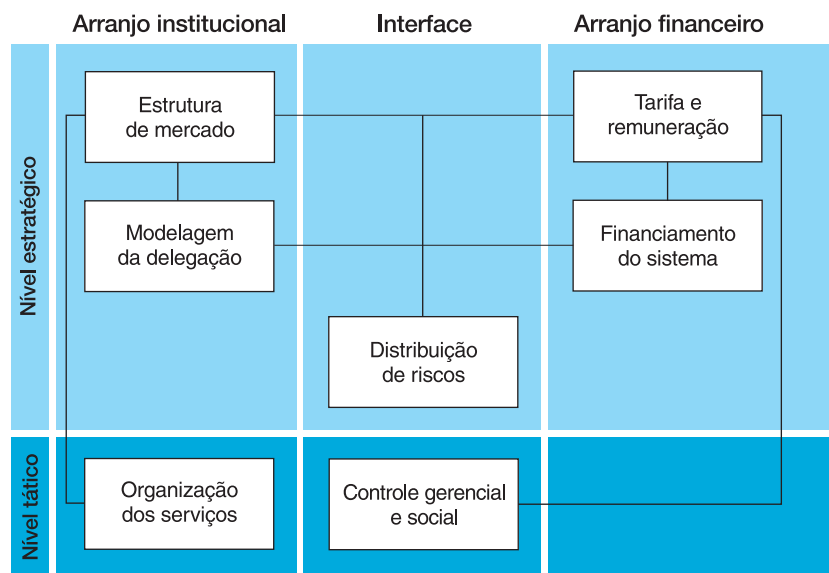 Arranjo institucional
Interface
Arranjo financeiro
Nível estratégico
Estrutura
de mercado
Tarifa e
remuneração
Modelagem
da delegação
Financiamento
do sistema
Distribuição
de riscos
Nível tático
Organização
dos serviços
Controle gerencial
e social